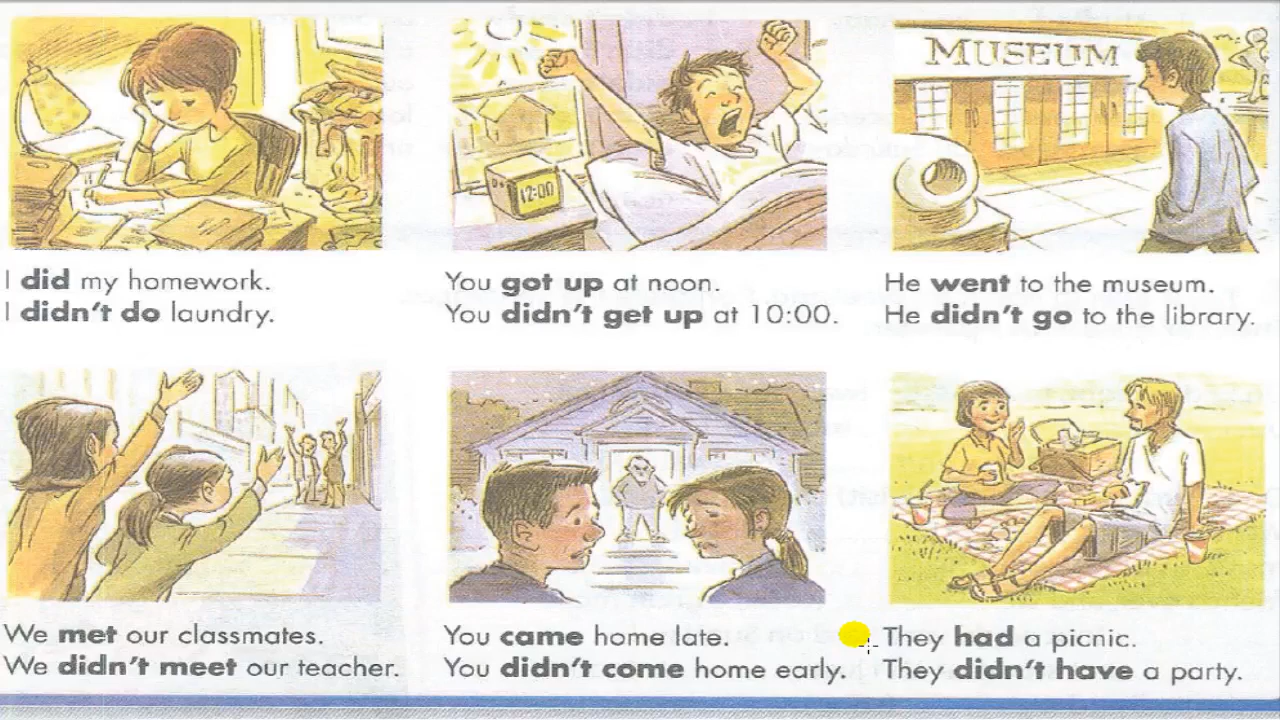 MUSEUM
12:00
I did my homework.
I didn't do laundry.
You got up at noon.
You didn't get up at 10:00.
He went to the museum.
He didn't go to the library.
We met our classmates.
We didn't meet our teacher.
You came home late.
You didn't come home early.
They had a picnic.
They didn't have a party.